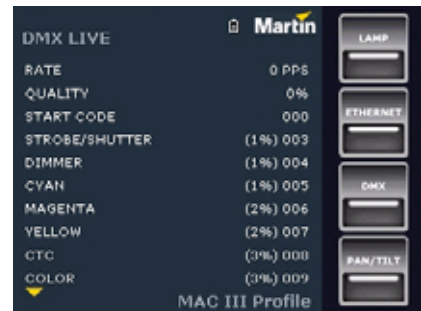 DMX LIVE
Martin
RATE 0 PPS
QUALITY 0%
START CODE 000
STROBE/SHUTTER (1%) 003
DIMMER (1%) 004
CYAN (1%) 005
MAGENTA (2%) 006
YELLOW (2%) 007
CTC (3%) 008
COLOR (3%) 009
MAC III Profile
LAMP
ETHERNET
DMX
PAN/TILT